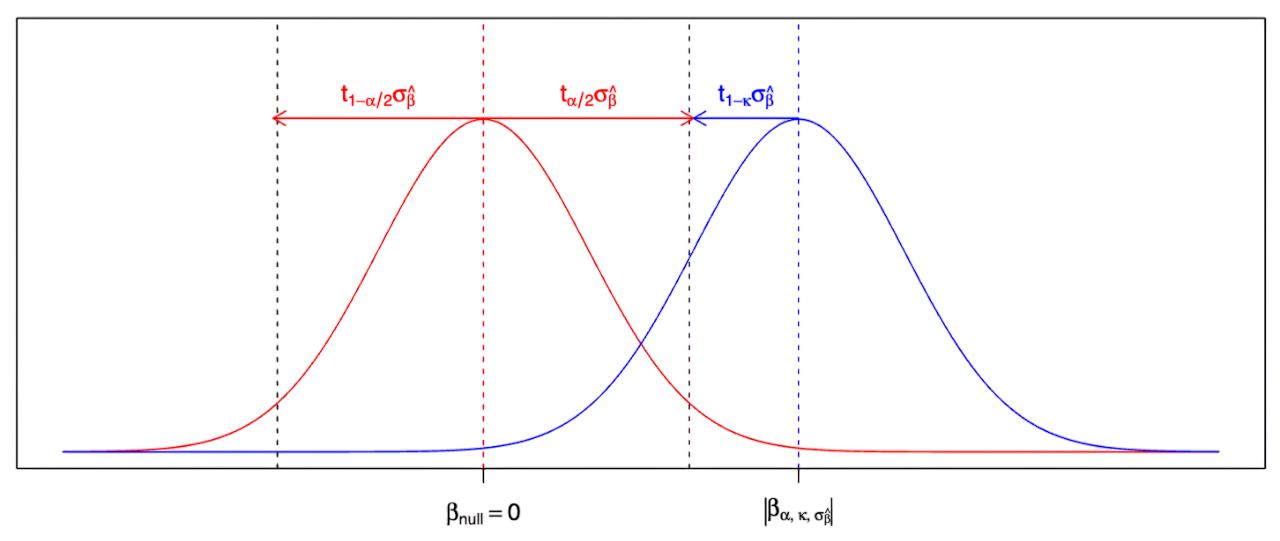 t₁₋α/₂σβ̂ tα/₂σβ̂ t₁₋κσβ̂
βnull = 0 |βα, κ, σβ̂|